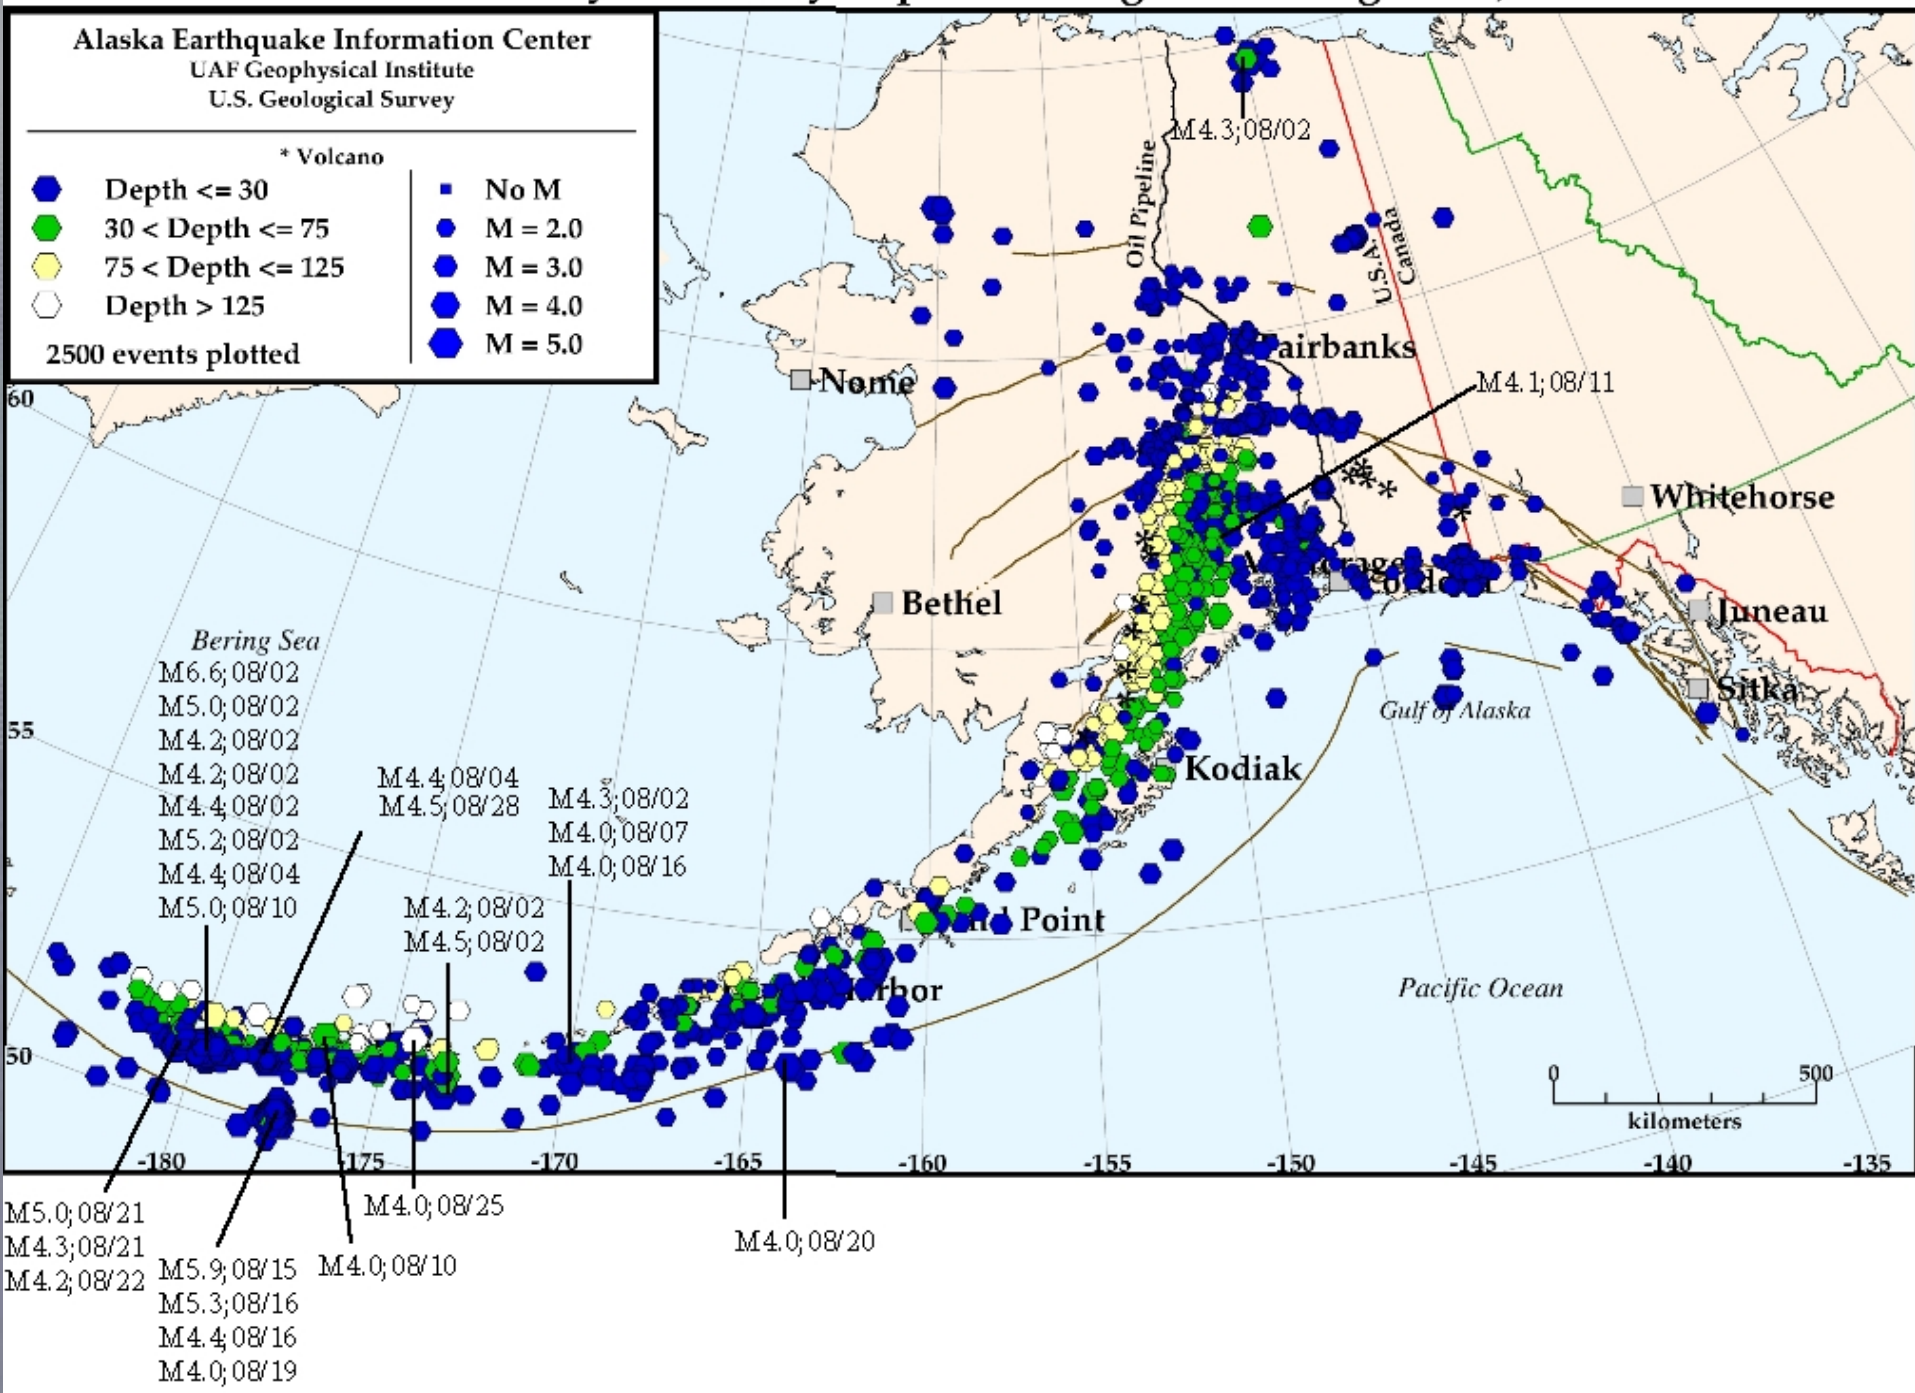 Alaska Earthquake Information Center
UAF Geophysical Institute
U.S. Geological Survey
* Volcano
Depth <= 30
30 < Depth <= 75
75 < Depth <= 125
Depth > 125
2500 events plotted
No M
M = 2.0
M = 3.0
M = 4.0
M = 5.0
M4.3;08/02
Oil Pipeline
U.S.A.
Canada
Fairbanks
Nome
M4.1;08/11
60
Whitehorse
Bethel
Juneau
Bering Sea
M6.6;08/02
M5.0;08/02
M4.2;08/02
M4.2;08/02
M4.4;08/02
M5.2;08/02
M4.4;08/04
M5.0;08/10
Sitka
Gulf of Alaska
55
Kodiak
M4.4;08/04
M4.5;08/28
M4.3;08/02
M4.0;08/07
M4.0;08/16
M4.2;08/02
M4.5;08/02
Point
Pacific Ocean
50
0
500
kilometers
-180
-175
-170
-165
-160
-155
-150
-145
-140
-135
M5.0;08/21
M4.3;08/21
M4.2;08/22
M5.9;08/15
M5.3;08/16
M4.4;08/16
M4.0;08/19
M4.0;08/10
M4.0;08/25
M4.0;08/20